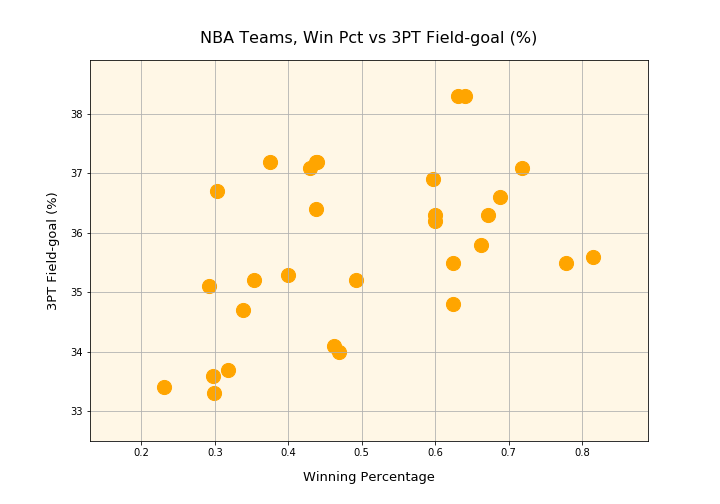 NBA Teams, Win Pct vs 3PT Field-goal (%)
3PT Field-goal (%)
38
37
36
35
34
33
0.2 0.3 0.4 0.5 0.6 0.7 0.8
Winning Percentage